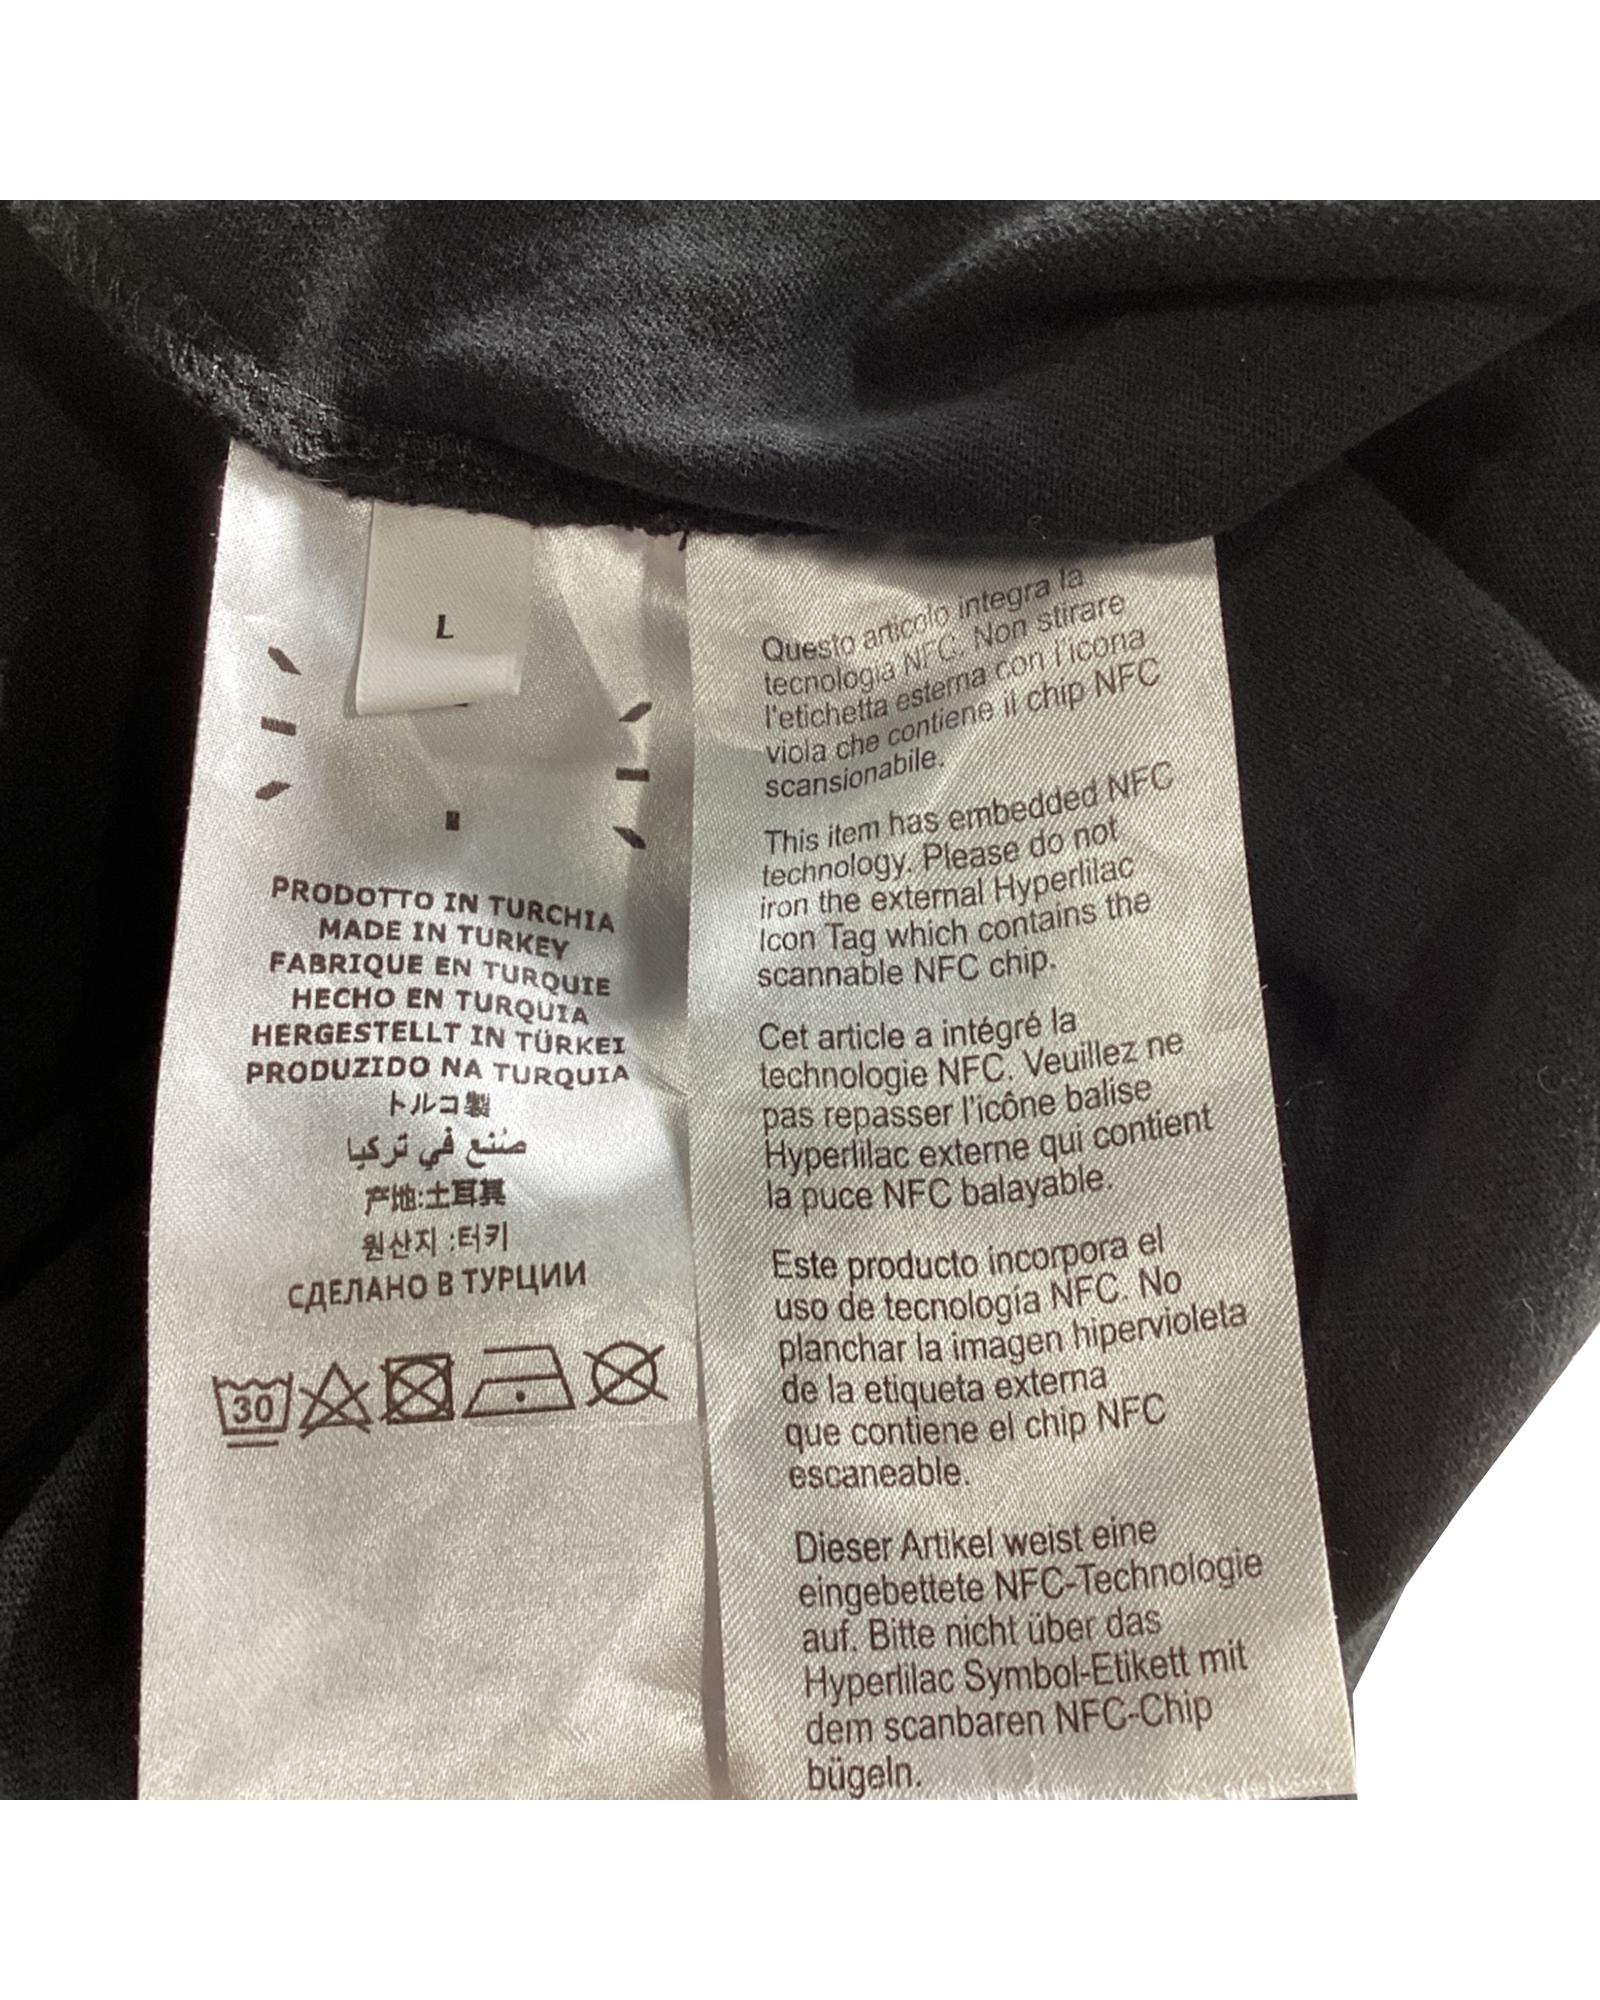 L
PRODOTTO IN TURCHIA
MADE IN TURKEY
FABRIQUE EN TURQUIE
HECHO EN TURQUIA
HERGESTELLT IN TÜRKEI
PRODUZIDO NA TURQUIA
トルコ製
صُنع في تركيا
产地:土耳其
원산지 :터키
СДЕЛАНО В ТУРЦИИ
30
Questo articolo integra la
tecnologia NFC. Non stirare
l'etichetta esterna con l'icona
viola che contiene il chip NFC
scansionabile.
This item has embedded NFC
technology. Please do not
iron the external Hyperlilac
Icon Tag which contains the
scannable NFC chip.
Cet article a intégré la
technologie NFC. Veuillez ne
pas repasser l'icône balise
Hyperlilac externe qui contient
la puce NFC balayable.
Este producto incorpora el
uso de tecnología NFC. No
planchar la imagen hipervioleta
de la etiqueta externa
que contiene el chip NFC
escaneable.
Dieser Artikel weist eine
eingebettete NFC-Technologie
auf. Bitte nicht über das
Hyperlilac Symbol-Etikett mit
dem scanbaren NFC-Chip
bügeln.